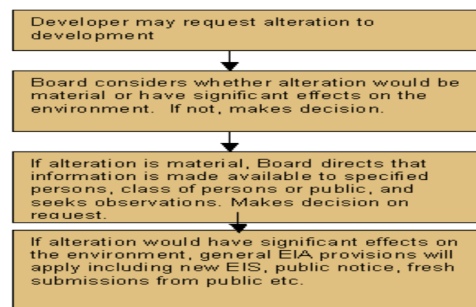 Developer may request alteration to
development
Board considers whether alteration would be
material or have significant effects on the
environment.  If not, makes decision.
If alteration is material, Board directs that
information is made available to specified
persons, class of persons or public, and
seeks observations. Makes decision on
request.
If alteration would have significant effects on
the environment, general EIA provisions will
apply including new EIS, public notice, fresh
submissions from public etc.